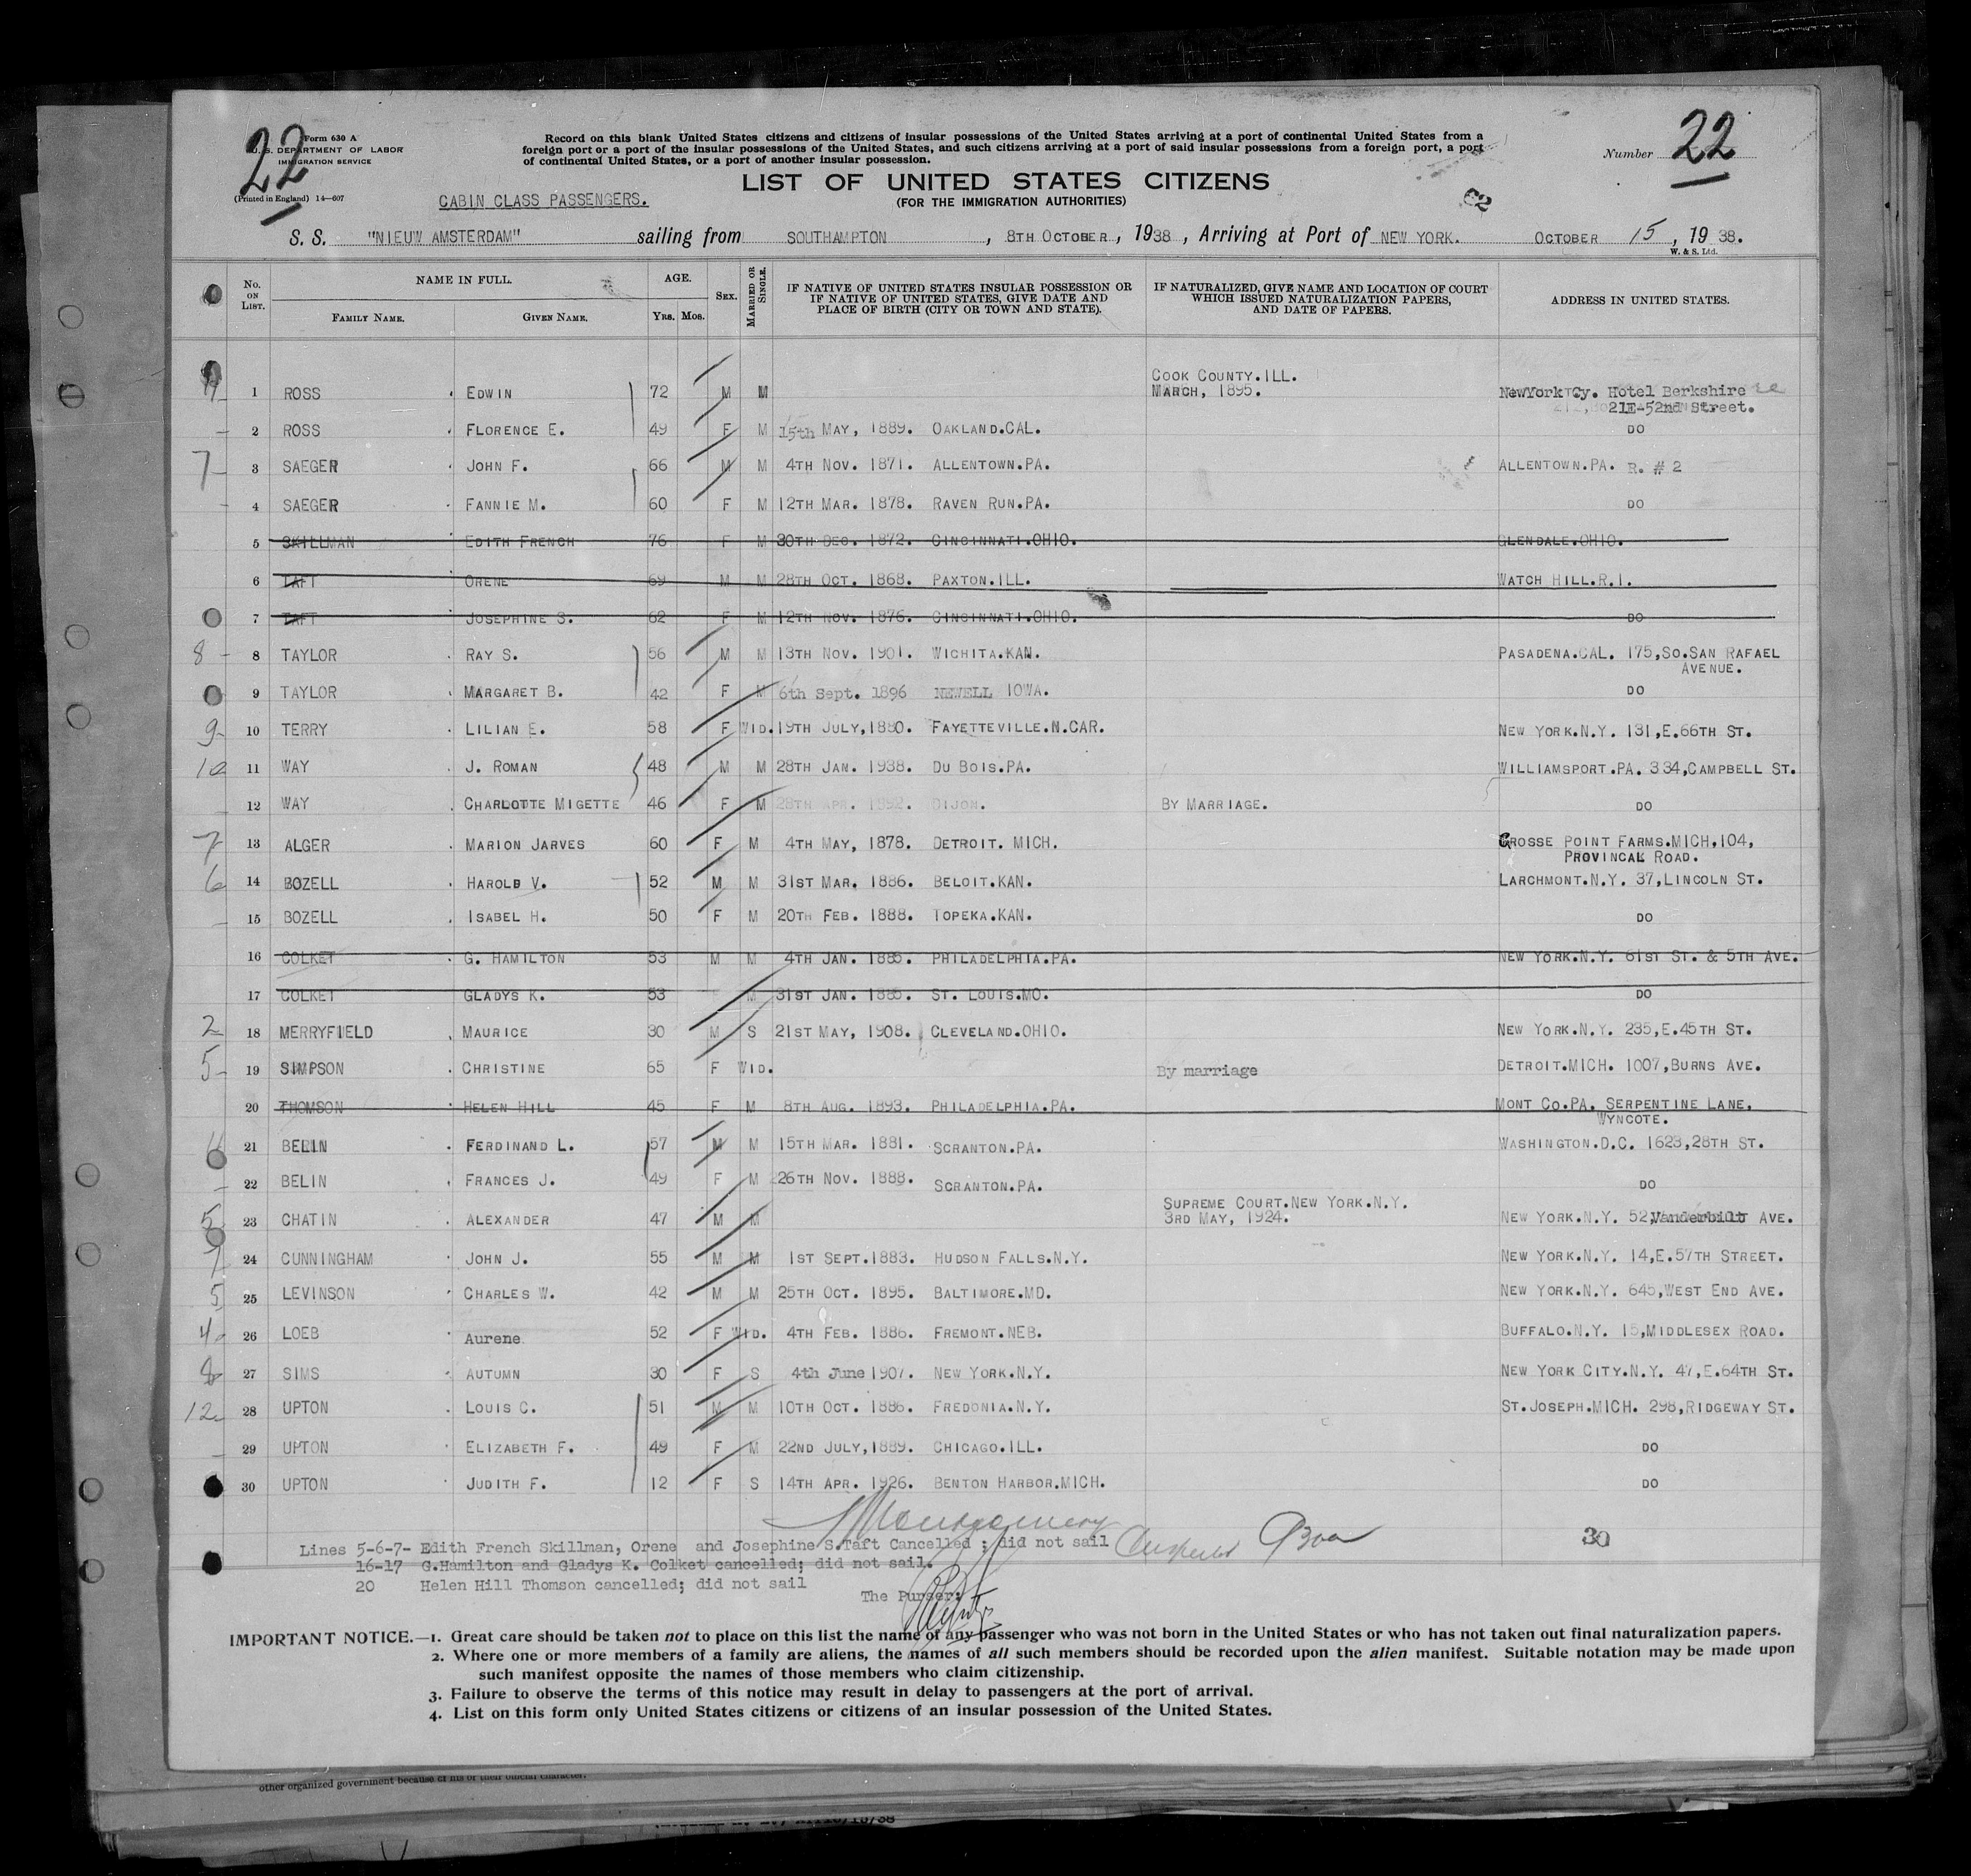 22
Form 630 A
U. S. DEPARTMENT OF LABOR
IMMIGRATION SERVICE
(Printed in England) 14—607
Record on this blank United States citizens and citizens of insular possessions of the United States arriving at a port of continental United States from a
foreign port or a port of the insular possessions of the United States, and such citizens arriving at a port of said insular possessions from a foreign port, a port
of continental United States, or a port of another insular possession.
Number 22
LIST OF UNITED STATES CITIZENS
CABIN CLASS PASSENGERS. (FOR THE IMMIGRATION AUTHORITIES)
S. S. "NIEUW AMSTERDAM" sailing from SOUTHAMPTON, 8TH OCTOBER, 1938, Arriving at Port of NEW YORK. OCTOBER 15, 1938.
W. & S. Ltd.
No. ON LIST. NAME IN FULL. AGE. SEX. MARRIED OR SINGLE. IF NATIVE OF UNITED STATES INSULAR POSSESSION OR IF NATIVE OF UNITED STATES, GIVE DATE AND PLACE OF BIRTH (CITY OR TOWN AND STATE). IF NATURALIZED, GIVE NAME AND LOCATION OF COURT WHICH ISSUED NATURALIZATION PAPERS, AND DATE OF PAPERS. ADDRESS IN UNITED STATES.
FAMILY NAME. GIVEN NAME. YRS. MOS.
COOK COUNTY.ILL.
1 ROSS EDWIN 72 M M MARCH, 1895. NewYork Cy. Hotel Berkshire
21E-52nd Street.
2 ROSS FLORENCE E. 49 F M 15th MAY, 1889. OAKLAND.CAL. DO
7 3 SAEGER JOHN F. 66 M M 4TH NOV. 1871. ALLENTOWN.PA. ALLENTOWN.PA. R. # 2
4 SAEGER FANNIE M. 60 F M 12TH MAR. 1878. RAVEN RUN.PA. DO
5 SKILLMAN EDITH FRENCH 76 F M 30TH DEC. 1872. CINCINNATI.OHIO. GLENDALE.OHIO.
6 TAFT ORENE 69 M M 28TH OCT. 1868. PAXTON.ILL. WATCH HILL.R.I.
7 TAFT JOSEPHINE S. 62 F M 12TH NOV. 1876. CINCINNATI.OHIO. DO
8 8 TAYLOR RAY S. 56 M M 13TH NOV. 1901. WICHITA.KAN. PASADENA.CAL. 175,SO.SAN RAFAEL
AVENUE.
9 TAYLOR MARGARET B. 42 F M 6th Sept. 1896 NEWELL IOWA. DO
9 10 TERRY LILIAN E. 58 F WID. 19TH JULY,1880. FAYETTEVILLE.N.CAR. NEW YORK.N.Y. 131,E.66TH ST.
10 11 WAY J. ROMAN 48 M M 28TH JAN. 1938. DU BOIS.PA. WILLIAMSPORT.PA. 334,CAMPBELL ST.
12 WAY CHARLOTTE MIGETTE 46 F M 28TH APR. 1892. DIJON. BY MARRIAGE. DO
7 13 ALGER MARION JARVES 60 F M 4TH MAY, 1878. DETROIT. MICH. GROSSE POINT FARMS.MICH,104,
PROVINCAL ROAD.
6 14 BOZELL HAROLD V. 52 M M 31ST MAR. 1886. BELOIT.KAN. LARCHMONT.N.Y. 37,LINCOLN ST.
15 BOZELL ISABEL H. 50 F M 20TH FEB. 1888. TOPEKA.KAN. DO
16 COLKET G. HAMILTON 53 M M 4TH JAN. 1885. PHILADELPHIA.PA. NEW YORK.N.Y. 61ST ST. & 5TH AVE.
17 COLKET GLADYS K. 53 M 31ST JAN. 1885. ST. LOUIS.MO. DO
2 18 MERRYFIELD MAURICE 30 M S 21ST MAY, 1908. CLEVELAND.OHIO. NEW YORK.N.Y. 235,E.45TH ST.
5 19 SIMPSON CHRISTINE 65 F WID. By marriage DETROIT.MICH. 1007,BURNS AVE.
20 THOMSON HELEN HILL 45 F M 8TH AUG. 1893. PHILADELPHIA.PA. MONT CO.PA. SERPENTINE LANE,
WYNCOTE.
21 BELIN FERDINAND L. 57 M M 15TH MAR. 1881. SCRANTON.PA. WASHINGTON.D.C. 1623,28TH ST.
22 BELIN FRANCES J. 49 F M 26TH NOV. 1888. SCRANTON.PA. DO
SUPREME COURT.NEW YORK.N.Y.
5 23 CHATIN ALEXANDER 47 M M 3RD MAY, 1924. NEW YORK.N.Y. 52,Vanderbilt AVE.
24 CUNNINGHAM JOHN J. 55 M M 1ST SEPT.1883. HUDSON FALLS.N.Y. NEW YORK.N.Y. 14,E.57TH STREET.
5 25 LEVINSON CHARLES W. 42 M M 25TH OCT. 1895. BALTIMORE.MD. NEW YORK.N.Y. 645,WEST END AVE.
4 26 LOEB Aurene 52 F WID. 4TH FEB. 1886. FREMONT.NEB. BUFFALO.N.Y. 15,MIDDLESEX ROAD.
8 27 SIMS AUTUMN 30 F S 4th June 1907. NEW YORK.N.Y. NEW YORK CITY.N.Y. 47,E.64TH ST.
12 28 UPTON LOUIS C. 51 M M 10TH OCT. 1886. FREDONIA.N.Y. ST.JOSEPH.MICH. 298,RIDGEWAY ST.
29 UPTON ELIZABETH F. 49 F M 22ND JULY,1889. CHICAGO.ILL. DO
30 UPTON JUDITH F. 12 F S 14TH APR. 1926. BENTON HARBOR.MICH. DO
Montgomery
30
Lines 5-6-7- Edith French Skillman, Orene and Josephine S.Taft Cancelled ; did not sail
16-17 G.Hamilton and Gladys K. Colket cancelled; did not sail.
20 Helen Hill Thomson cancelled; did not sail
The Purser:
IMPORTANT NOTICE.—1. Great care should be taken not to place on this list the name of any passenger who was not born in the United States or who has not taken out final naturalization papers.
2. Where one or more members of a family are aliens, the names of all such members should be recorded upon the alien manifest. Suitable notation may be made upon
such manifest opposite the names of those members who claim citizenship.
3. Failure to observe the terms of this notice may result in delay to passengers at the port of arrival.
4. List on this form only United States citizens or citizens of an insular possession of the United States.
other organized government because of his or their official character.